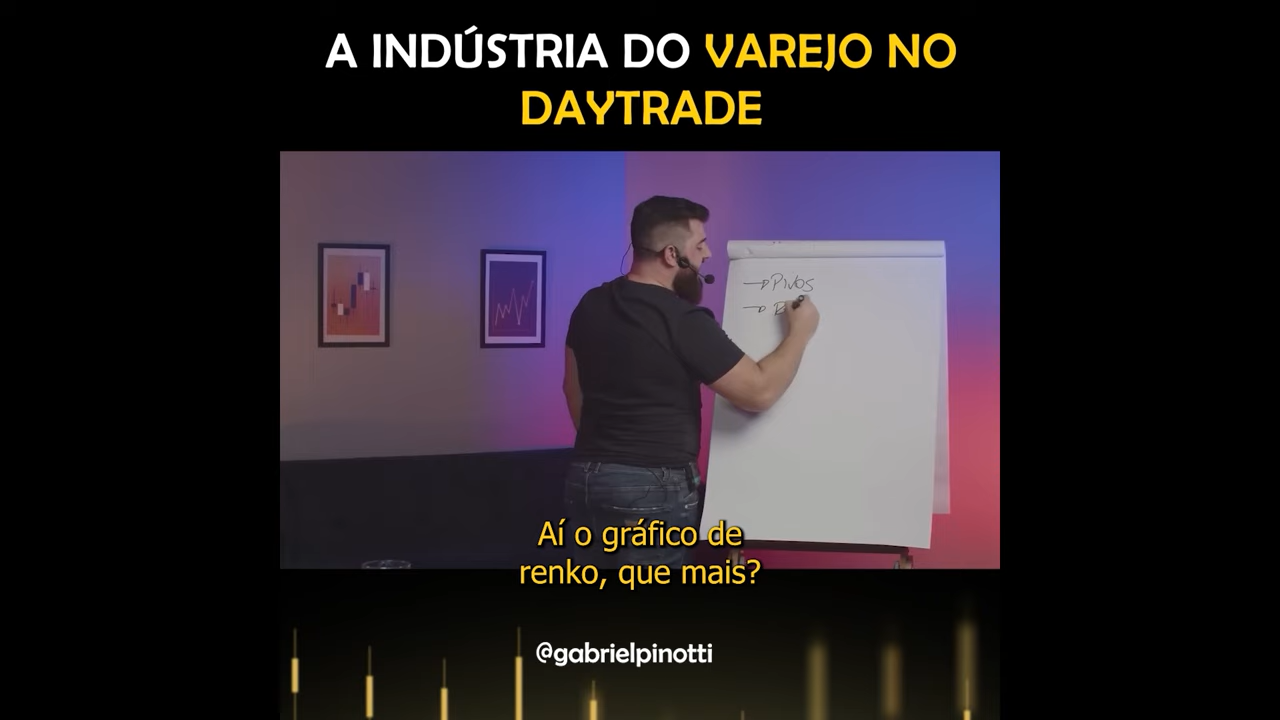 A INDÚSTRIA DO VAREJO NO
DAYTRADE
→PIVOS
→
Aí o gráfico de
renko, que mais?
@gabrielpinotti